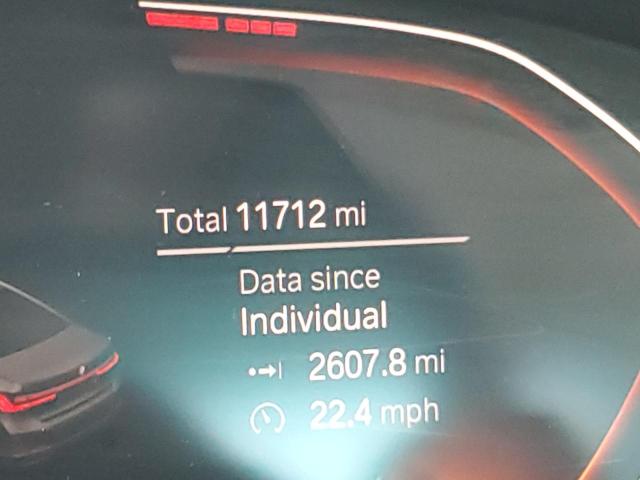 Total 11712 mi
Data since
Individual
2607.8 mi
22.4 mph